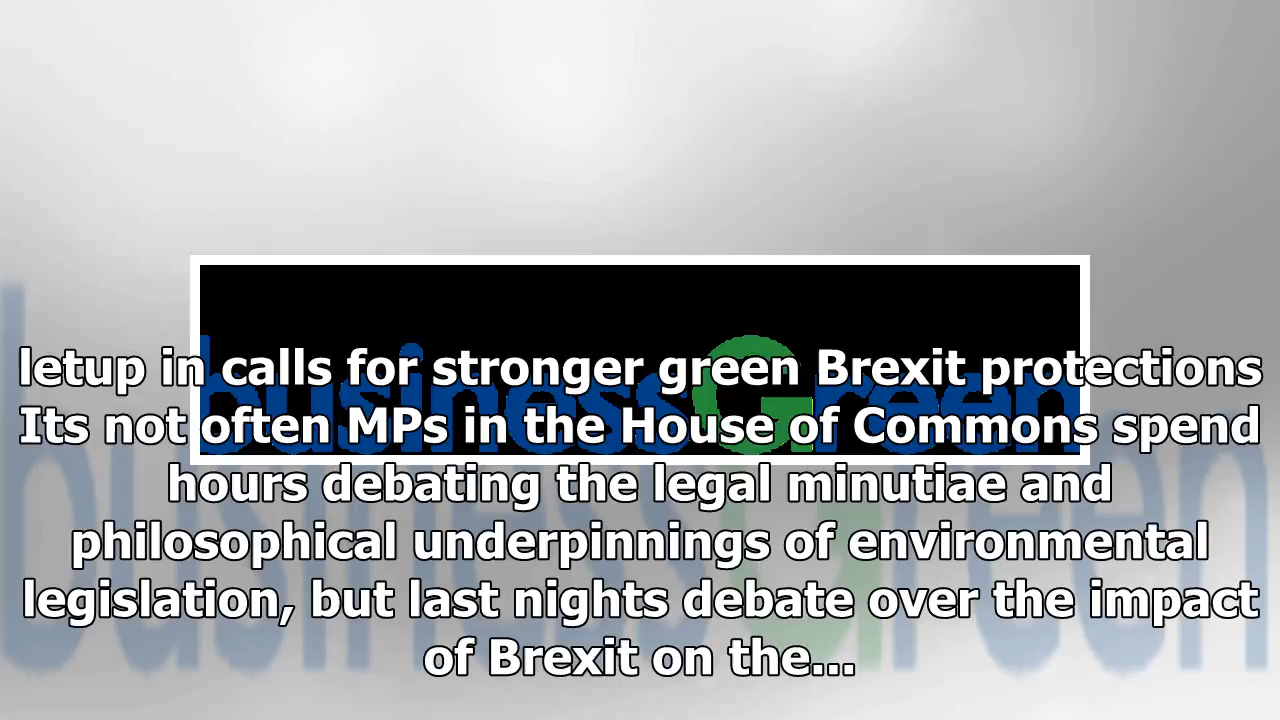 letup in calls for stronger green Brexit protections
Its not often MPs in the House of Commons spend
hours debating the legal minutiae and
philosophical underpinnings of environmental
legislation, but last nights debate over the impact
of Brexit on the...
businessGreen
businessGreen